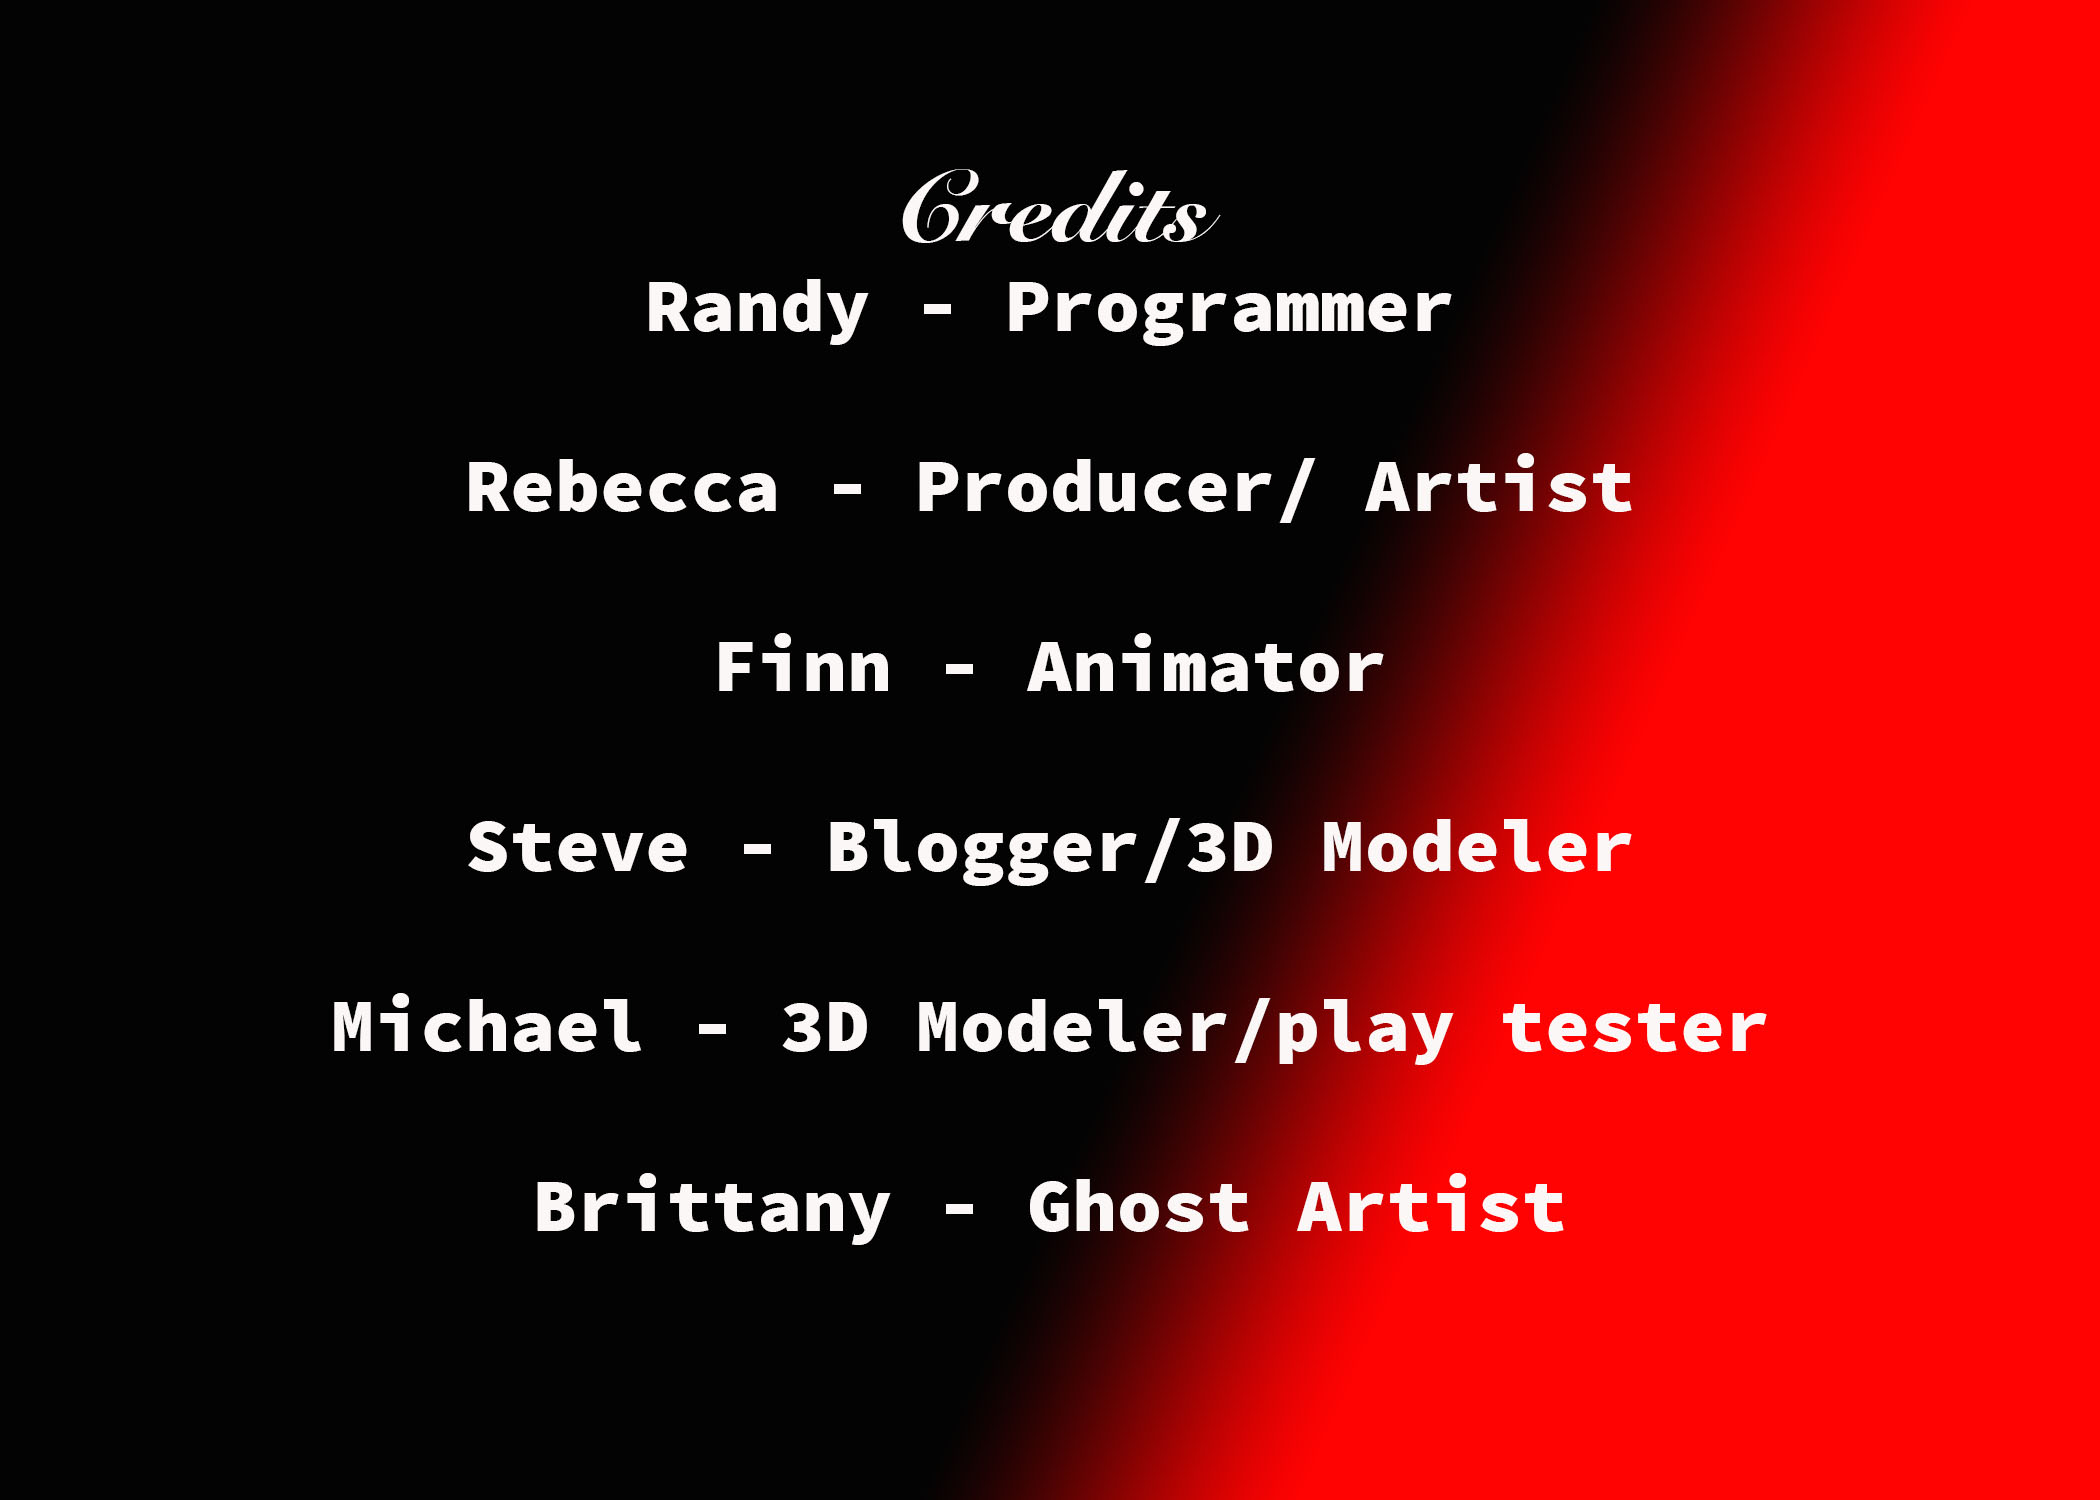 Credits
Randy - Programmer
Rebecca - Producer/ Artist
Finn - Animator
Steve - Blogger/3D Modeler
Michael - 3D Modeler/play tester
Brittany - Ghost Artist